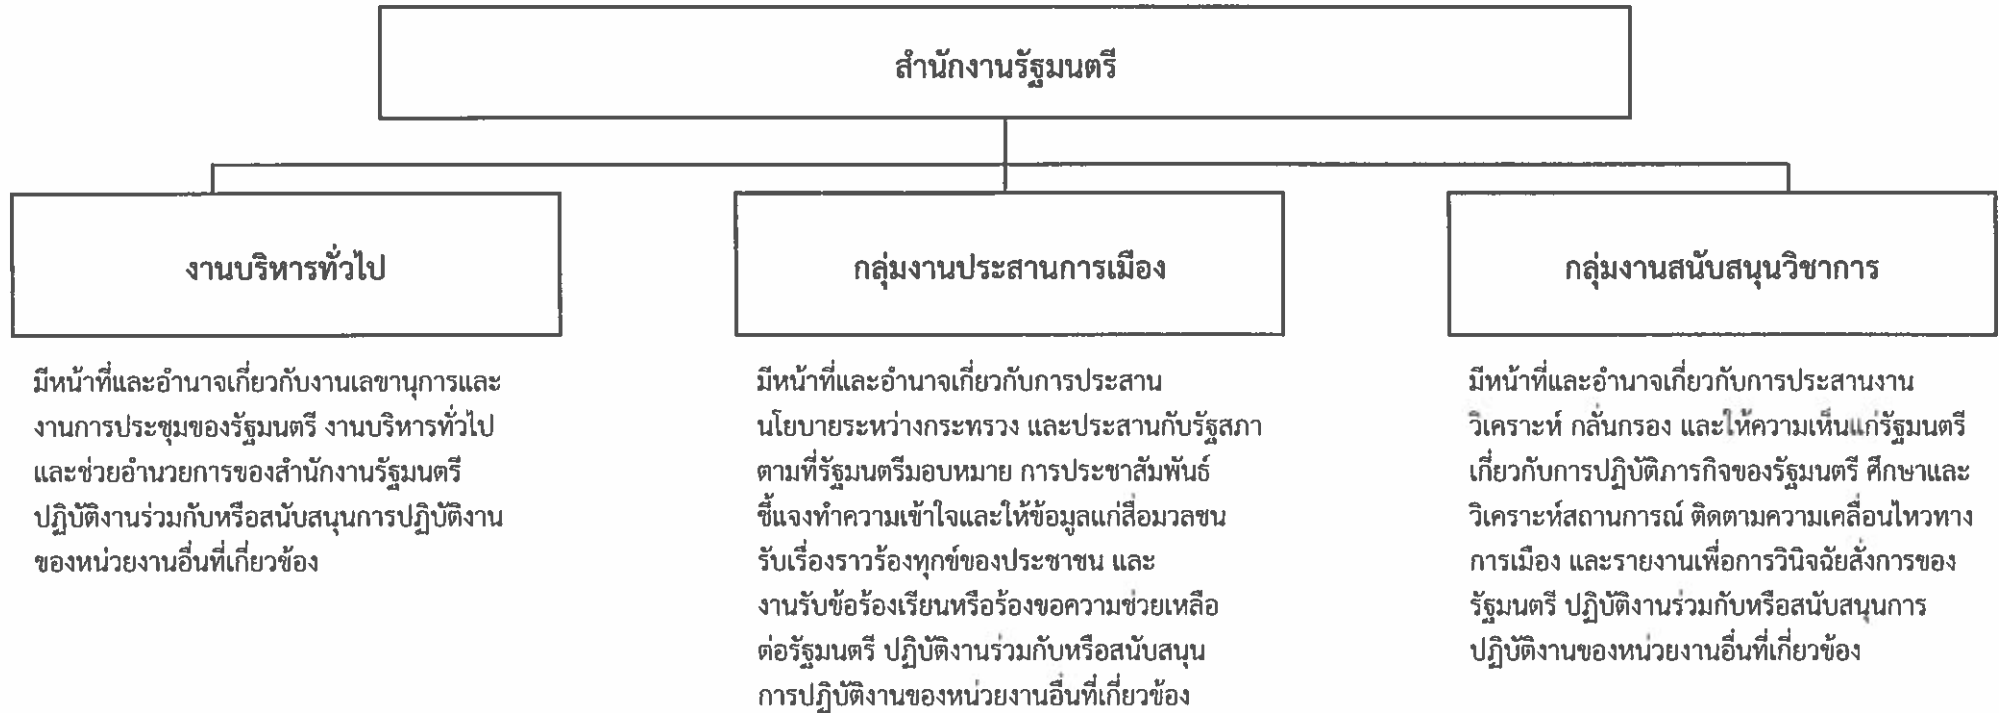 สำนักงานรัฐมนตรี
งานบริหารทั่วไป
มีหน้าที่และอำนาจเกี่ยวกับงานเลขานุการและ
งานการประชุมของรัฐมนตรี งานบริหารทั่วไป
และช่วยอำนวยการของสำนักงานรัฐมนตรี
ปฏิบัติงานร่วมกับหรือสนับสนุนการปฏิบัติงาน
ของหน่วยงานอื่นที่เกี่ยวข้อง
กลุ่มงานประสานการเมือง
มีหน้าที่และอำนาจเกี่ยวกับการประสาน
นโยบายระหว่างกระทรวง และประสานกับรัฐสภา
ตามที่รัฐมนตรีมอบหมาย การประชาสัมพันธ์
ชี้แจงทำความเข้าใจและให้ข้อมูลแก่สื่อมวลชน
รับเรื่องราวร้องทุกข์ของประชาชน และ
งานรับข้อร้องเรียนหรือร้องขอความช่วยเหลือ
ต่อรัฐมนตรี ปฏิบัติงานร่วมกับหรือสนับสนุน
การปฏิบัติงานของหน่วยงานอื่นที่เกี่ยวข้อง
กลุ่มงานสนับสนุนวิชาการ
มีหน้าที่และอำนาจเกี่ยวกับการประสานงาน
วิเคราะห์ กลั่นกรอง และให้ความเห็นแก่รัฐมนตรี
เกี่ยวกับการปฏิบัติภารกิจของรัฐมนตรี ศึกษาและ
วิเคราะห์สถานการณ์ ติดตามความเคลื่อนไหวทาง
การเมือง และรายงานเพื่อการวินิจฉัยสั่งการของ
รัฐมนตรี ปฏิบัติงานร่วมกับหรือสนับสนุนการ
ปฏิบัติงานของหน่วยงานอื่นที่เกี่ยวข้อง